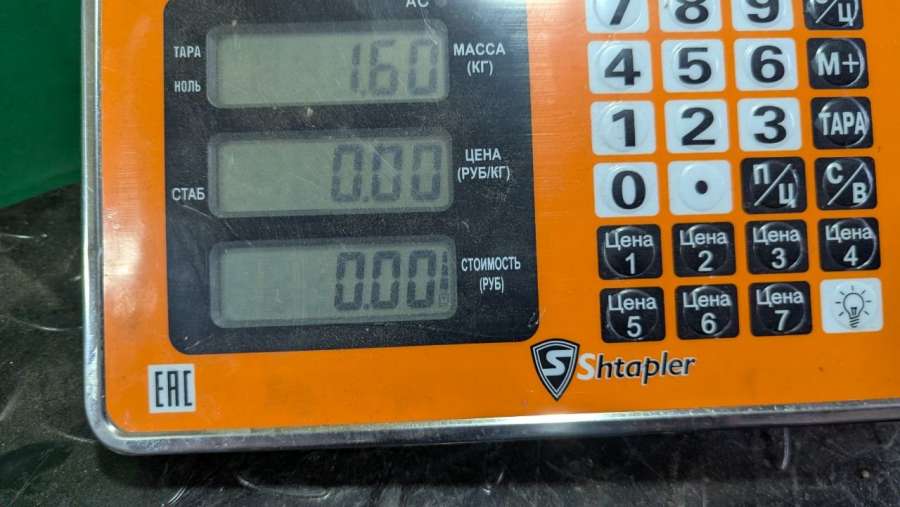 АС
7 8 9 С/Ц
ТАРА
1.60
МАССА
(КГ)
4 5 6 М+
НОЛЬ
1 2 3 ТАРА
0.00
ЦЕНА
(РУБ/КГ)
СТАБ
0 . П/Ц С/В
0.00
СТОИМОСТЬ
(РУБ)
Цена 1 Цена 2 Цена 3 Цена 4
Цена 5 Цена 6 Цена 7
S Shtapler
EAC